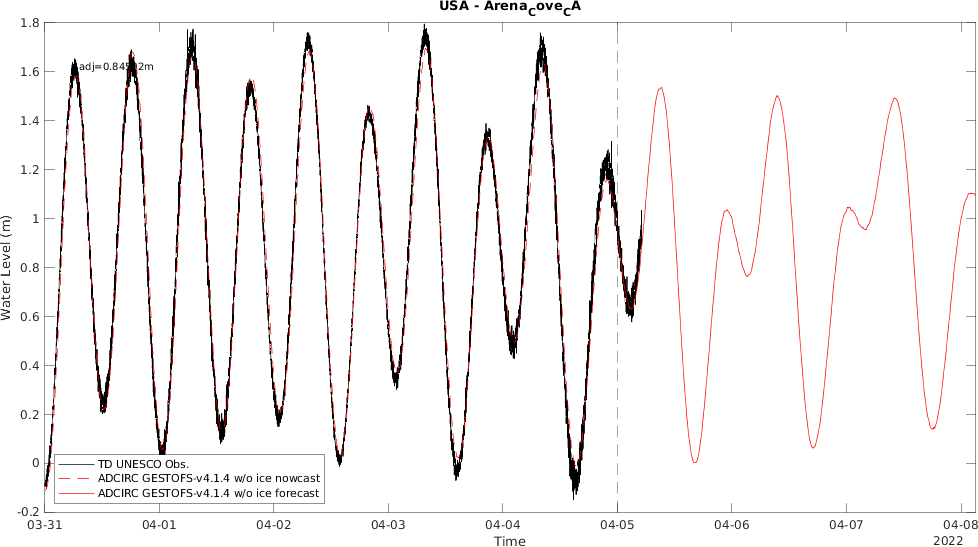 USA - Arena_Cove_CA
1.8
1.6
1.4
1.2
1
0.8
0.6
0.4
0.2
0
-0.2
Water Level (m)
TD UNESCO Obs.
ADCIRC GESTOFS-v4.1.4 w/o ice nowcast
ADCIRC GESTOFS-v4.1.4 w/o ice forecast
03-31 04-01 04-02 04-03 04-04 04-05 04-06 04-07 04-08
Time 2022